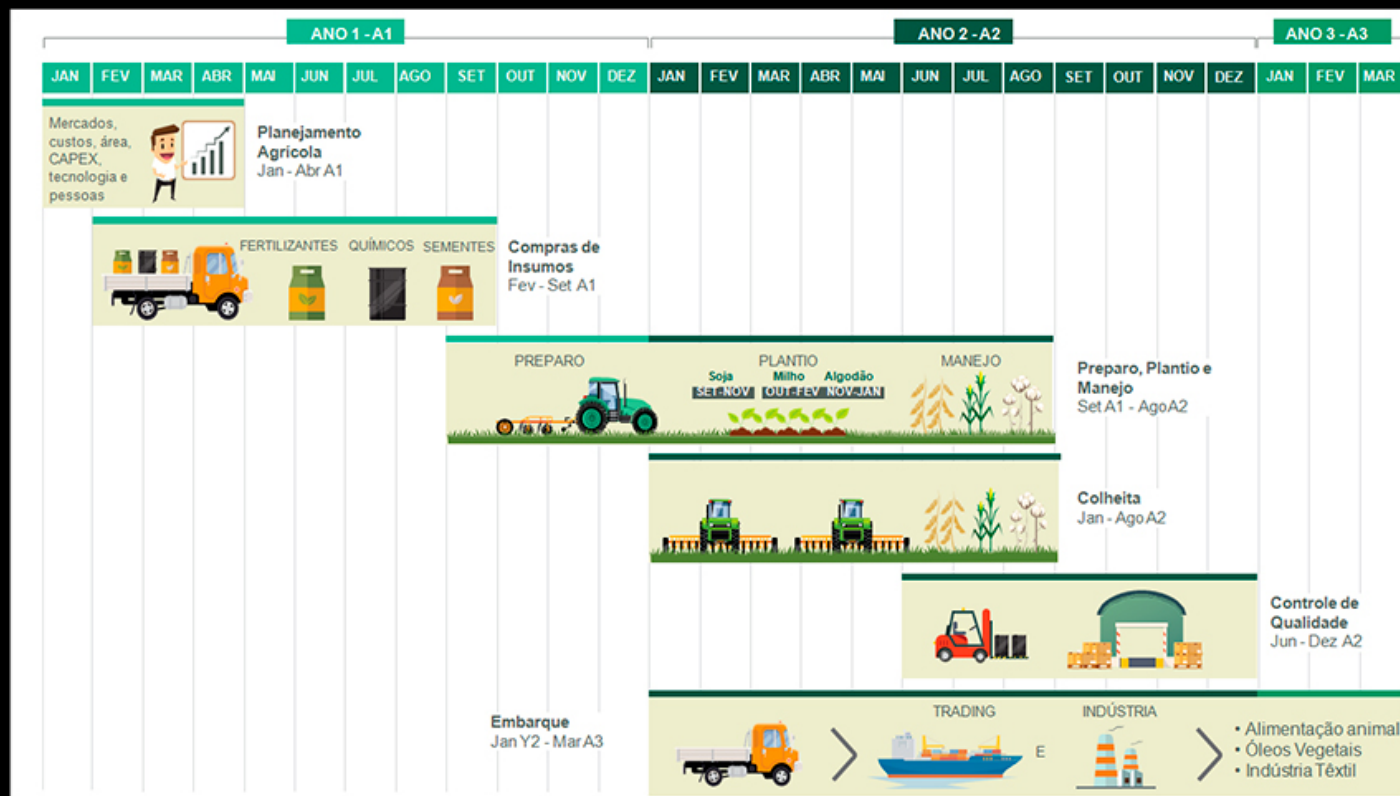 ANO 1 - A1
ANO 2 - A2
ANO 3 - A3
JAN FEV MAR ABR MAI JUN JUL AGO SET OUT NOV DEZ JAN FEV MAR ABR MAI JUN JUL AGO SET OUT NOV DEZ JAN FEV MAR
Mercados,
custos, área,
CAPEX,
tecnologia e
pessoas
Planejamento
Agrícola
Jan - Abr A1
FERTILIZANTES QUÍMICOS SEMENTES
Compras de
Insumos
Fev - Set A1
PREPARO
PLANTIO
MANEJO
Soja Milho Algodão
SET-NOV OUT-FEV NOV-JAN
Preparo, Plantio e
Manejo
Set A1 - Ago A2
Colheita
Jan - Ago A2
Controle de
Qualidade
Jun - Dez A2
Embarque
Jan Y2 - Mar A3
TRADING
E
INDÚSTRIA
• Alimentação animal
• Óleos Vegetais
• Indústria Têxtil